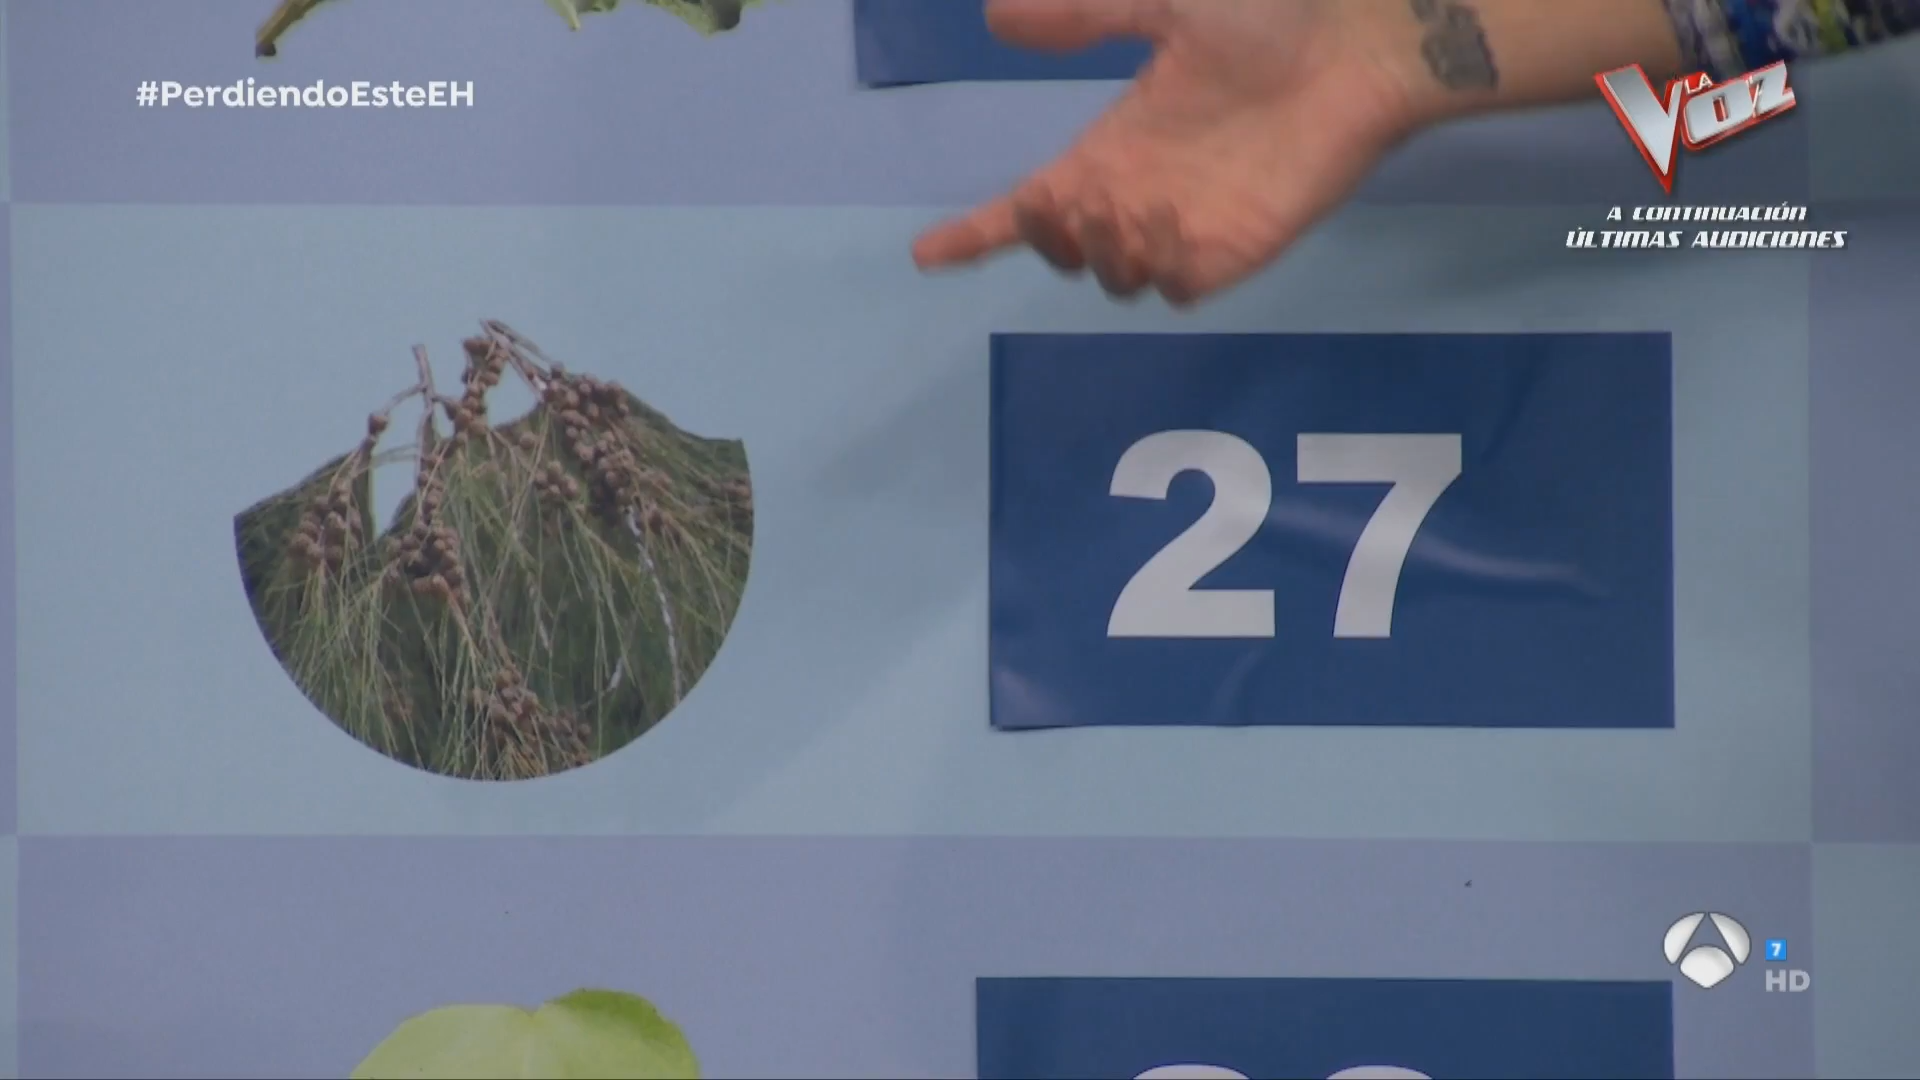 #PerdiendoEsteEH
LA VOZ
A CONTINUACIÓN
ÚLTIMAS AUDICIONES
27
7
HD